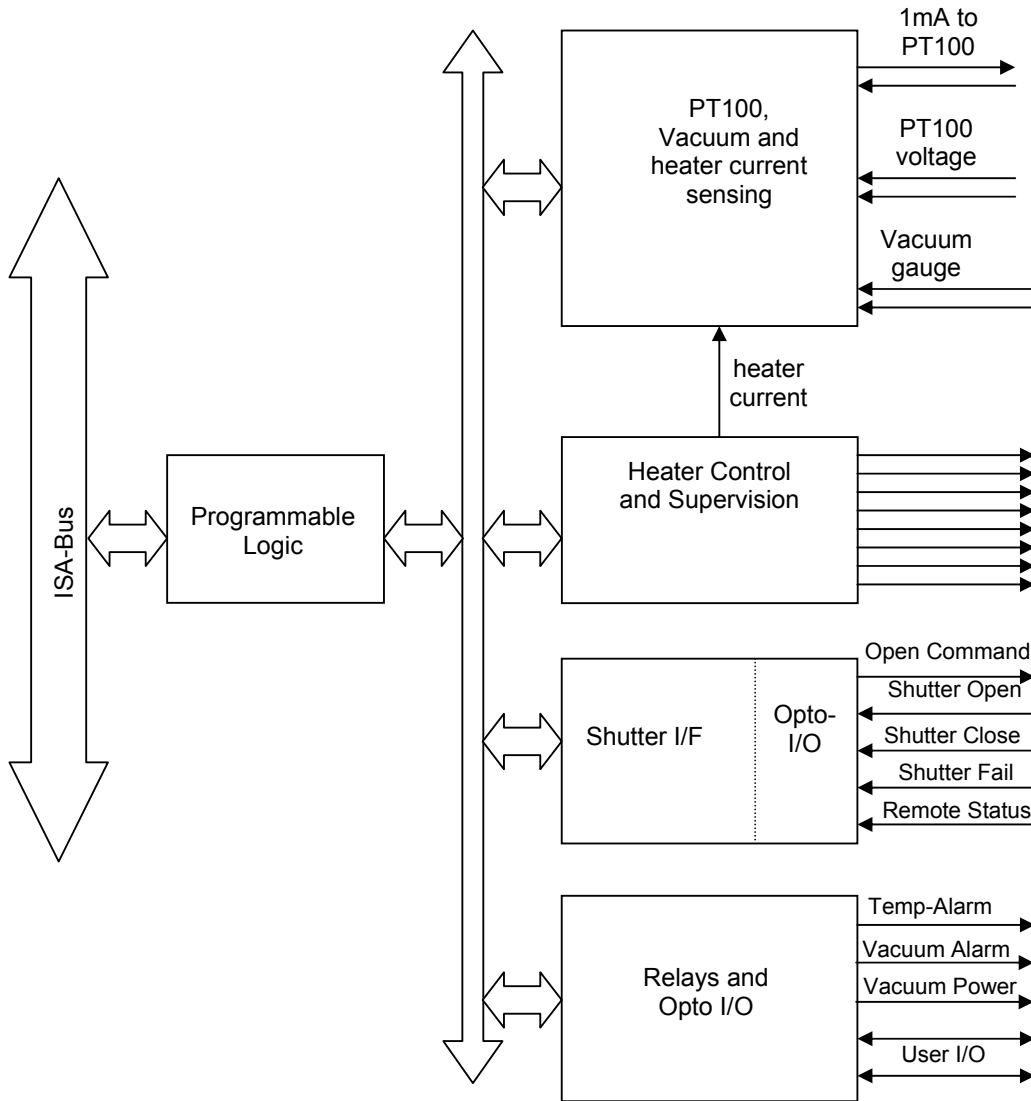 1mA to
PT100
PT100,
Vacuum and
heater current
sensing
PT100
voltage
Vacuum
gauge
heater
current
ISA-Bus
Programmable
Logic
Heater Control
and Supervision
Shutter I/F
Opto-
I/O
Open Command
Shutter Open
Shutter Close
Shutter Fail
Remote Status
Relays and
Opto I/O
Temp-Alarm
Vacuum Alarm
Vacuum Power
User I/O